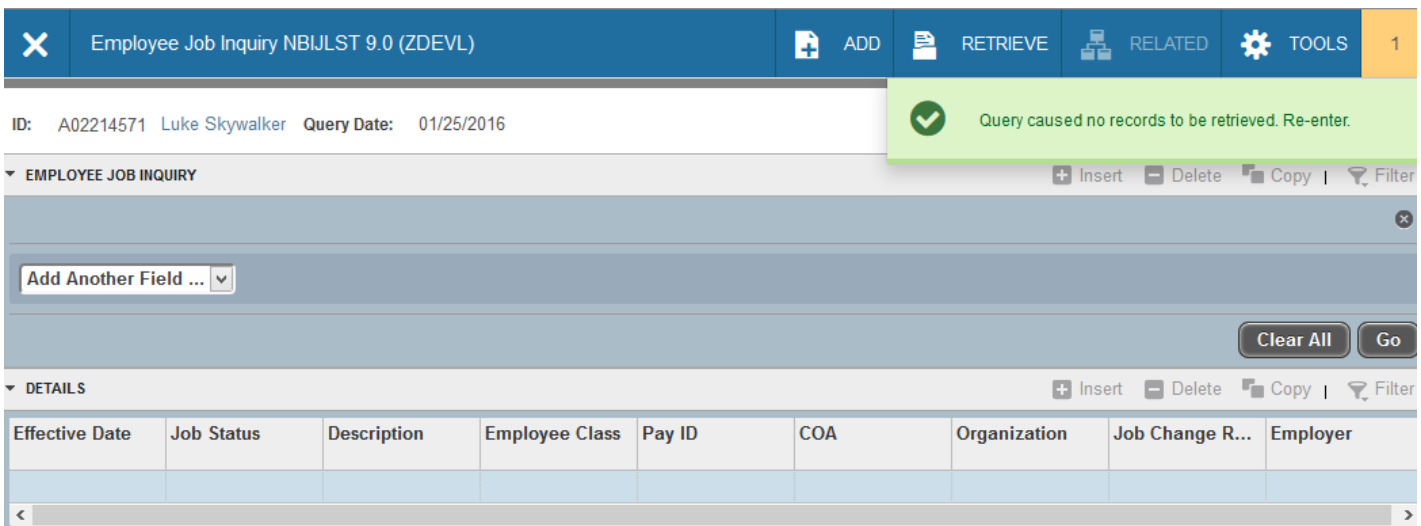 Employee Job Inquiry NBIJLST 9.0 (ZDEVL) ADD RETRIEVE RELATED TOOLS 1
Query caused no records to be retrieved. Re-enter.
ID: A02214571 Luke Skywalker Query Date: 01/25/2016
EMPLOYEE JOB INQUIRY Insert Delete Copy Filter
Add Another Field ...
Clear All Go
DETAILS Insert Delete Copy Filter
Effective Date Job Status Description Employee Class Pay ID COA Organization Job Change R... Employer